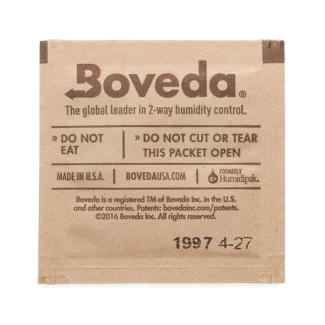 Boveda®
The global leader in 2-way humidity control.
» DO NOT EAT
» DO NOT CUT OR TEAR THIS PACKET OPEN
MADE IN U.S.A.
BOVEDAUSA.COM
FORMERLY Humidipak.
Boveda is a registered TM of Boveda Inc. in the U.S.
and other countries. Patents: bovedainc.com/patents.
©2016 Boveda Inc. All rights reserved.
1997 4-27